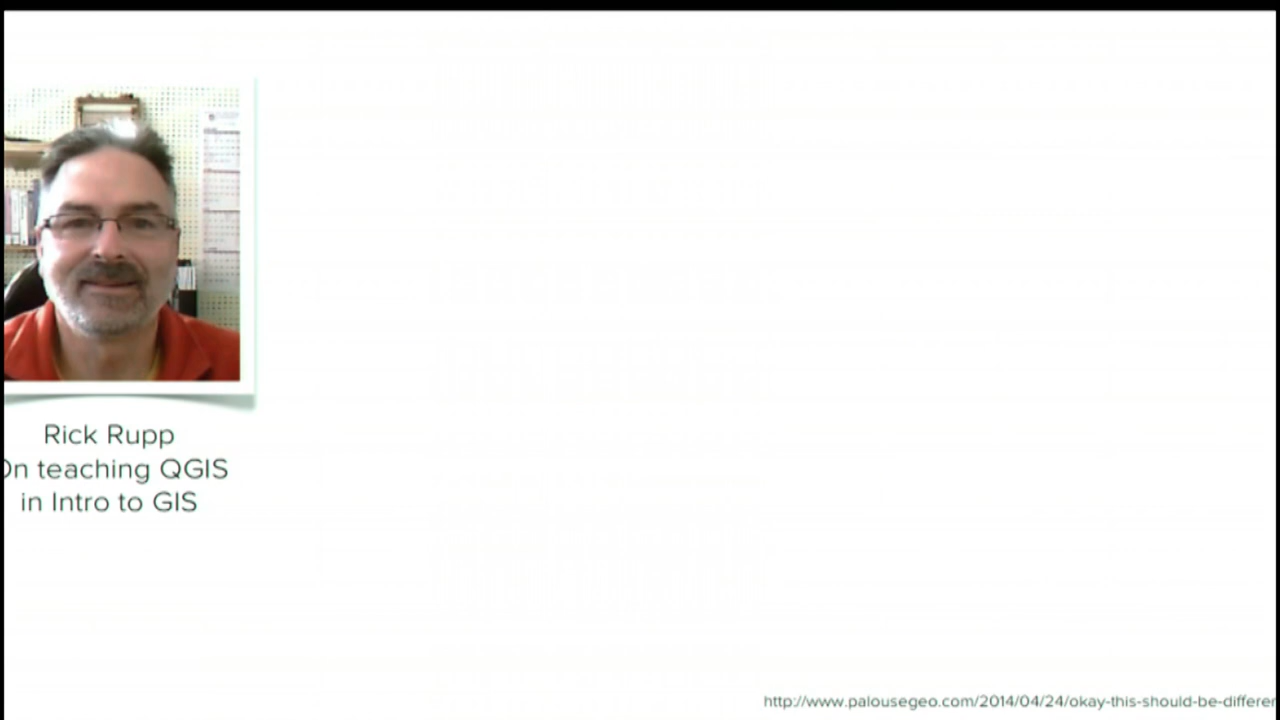 Rick Rupp
On teaching QGIS
in Intro to GIS
http://www.palousegeo.com/2014/04/24/okay-this-should-be-differen